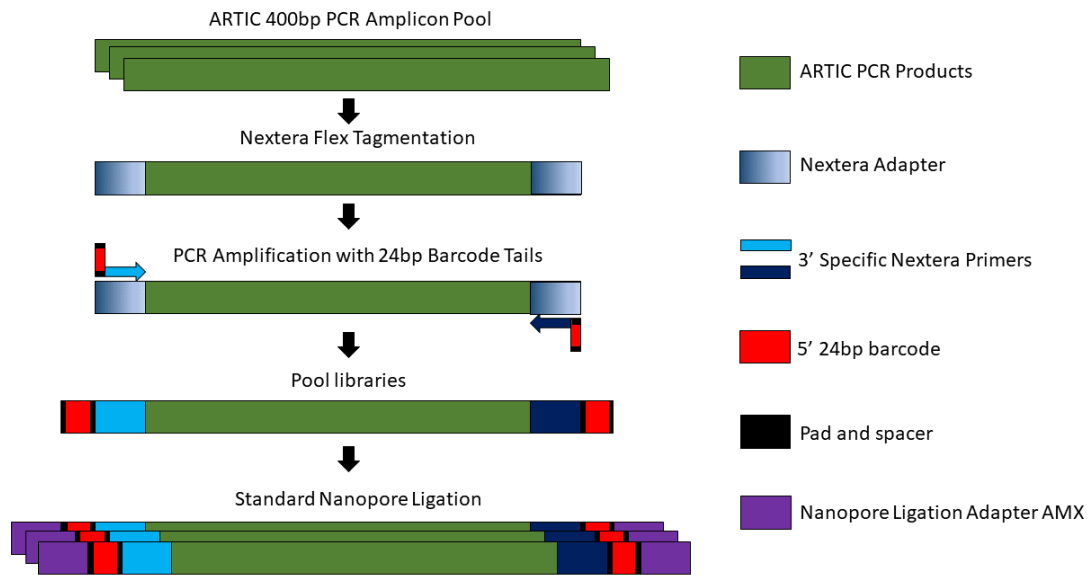 ARTIC 400bp PCR Amplicon Pool
Nextera Flex Tagmentation
PCR Amplification with 24bp Barcode Tails
Pool libraries
Standard Nanopore Ligation
ARTIC PCR Products
Nextera Adapter
3’ Specific Nextera Primers
5’ 24bp barcode
Pad and spacer
Nanopore Ligation Adapter AMX